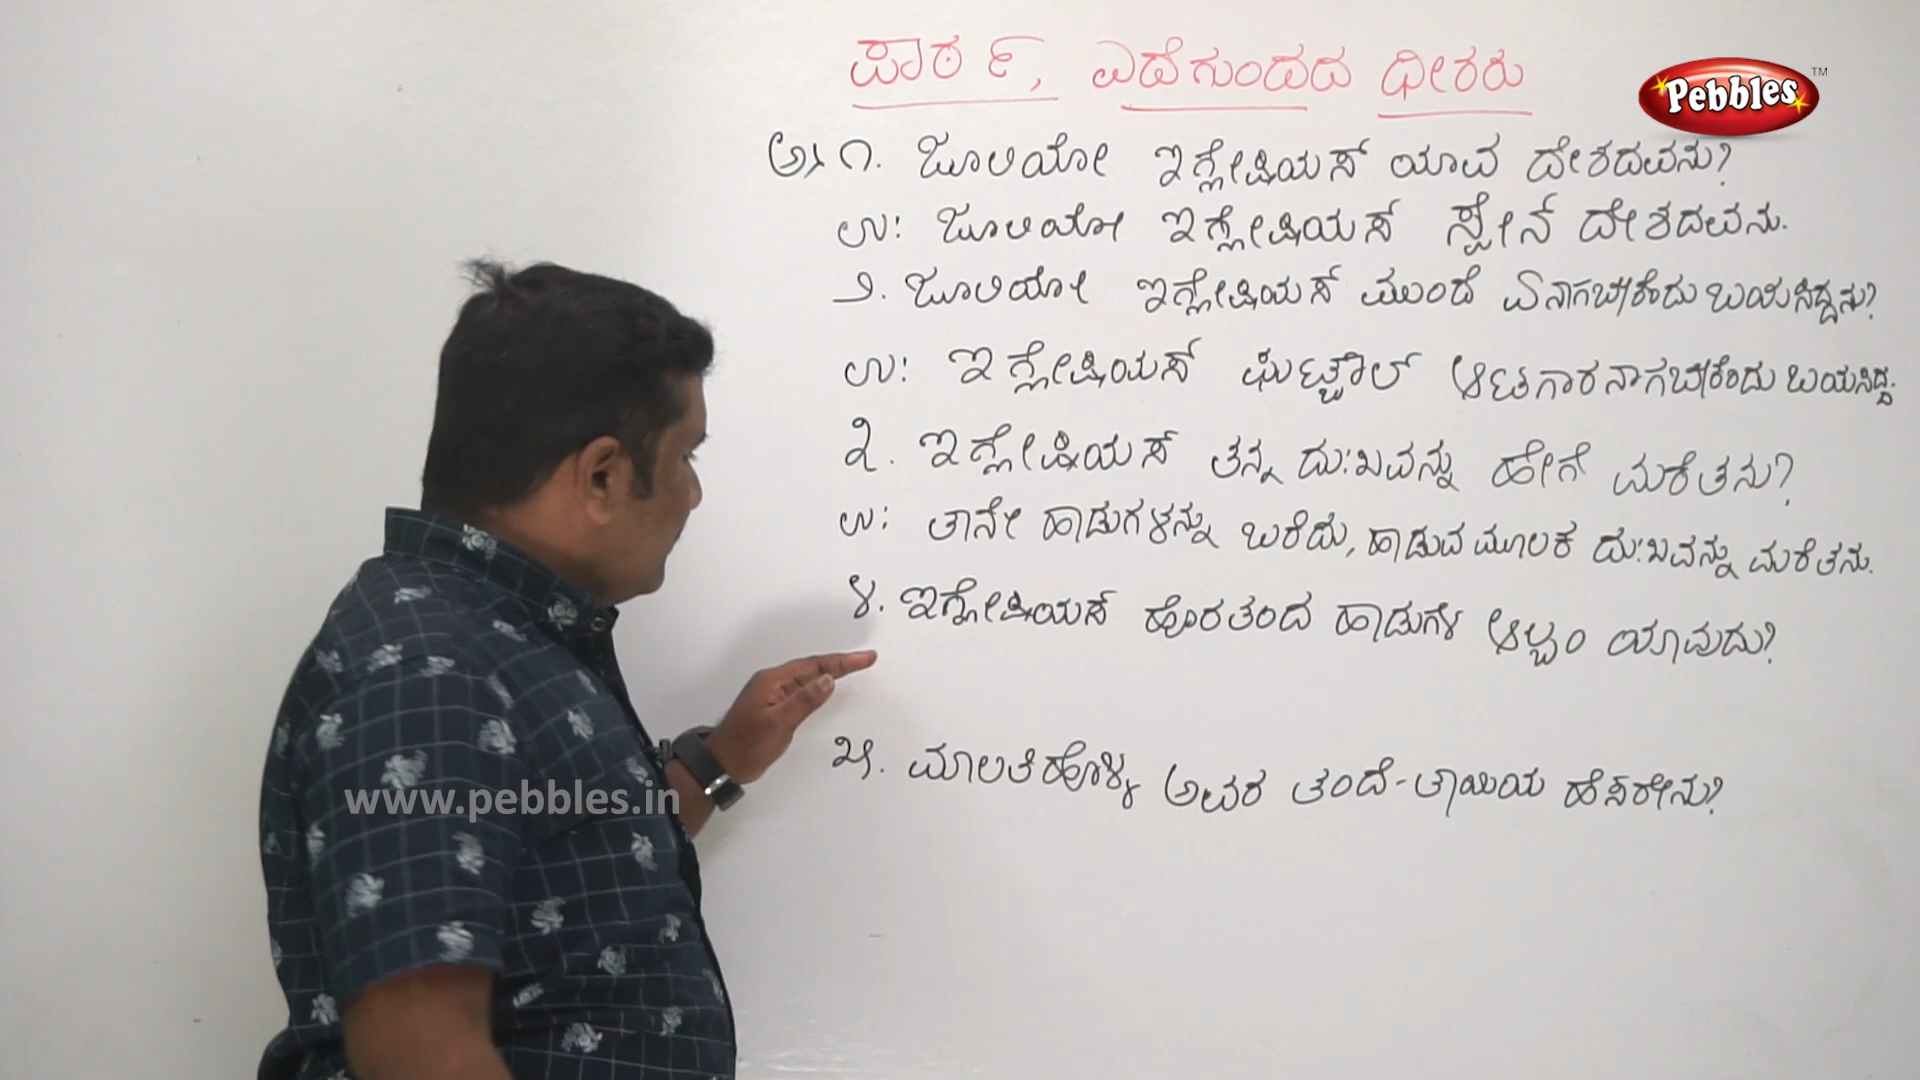 ಪಾಠ ೯, ಎದೆಗುಂದದ ಧೀರರು
Pebbles TM
ಅ) ೧. ಜೂಲಿಯೋ ಇಗ್ಲೇಷಿಯಸ್ ಯಾವ ದೇಶದವನು?
ಉ: ಜೂಲಿಯೋ ಇಗ್ಲೇಷಿಯಸ್ ಸ್ಪೇನ್ ದೇಶದವನು.
೨. ಜೂಲಿಯೋ ಇಗ್ಲೇಷಿಯಸ್ ಮುಂದೆ ಏನಾಗಬೇಕೆಂದು ಬಯಸಿದ್ದನು?
ಉ: ಇಗ್ಲೇಷಿಯಸ್ ಫುಟ್ಬಾಲ್ ಆಟಗಾರನಾಗಬೇಕೆಂದು ಬಯಸಿದ್ದ.
೩. ಇಗ್ಲೇಷಿಯಸ್ ತನ್ನ ದು:ಖವನ್ನು ಹೇಗೆ ಮರೆತನು?
ಉ: ತಾನೇ ಹಾಡುಗಳನ್ನು ಬರೆದು, ಹಾಡುವ ಮೂಲಕ ದು:ಖವನ್ನು ಮರೆತನು.
೪. ಇಗ್ಲೇಷಿಯಸ್ ಹೊರತಂದ ಹಾಡುಗಳ ಆಲ್ಬಂ ಯಾವುದು?
೫. ಮಾಲತಿಹೊಳ್ಳ ಅವರ ತಂದೆ-ತಾಯಿಯ ಹೆಸರೇನು?
www.pebbles.in